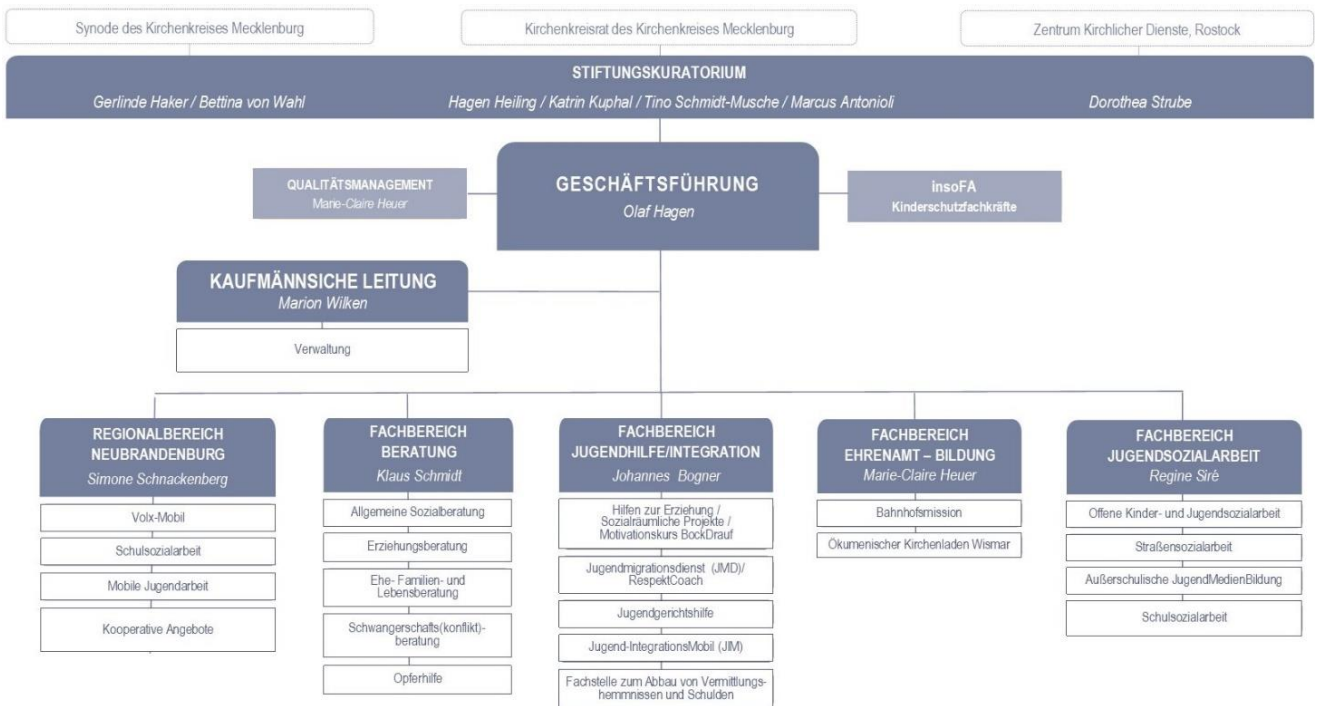 Synode des Kirchenkreises Mecklenburg
Kirchenkreisrat des Kirchenkreises Mecklenburg
Zentrum Kirchlicher Dienste, Rostock
STIFTUNGSKURATORIUM
Gerlinde Haker / Bettina von Wahl
Hagen Heiling / Katrin Kuphal / Tino Schmidt-Musche / Marcus Antonioli
Dorothea Strube
QUALITÄTSMANAGEMENT
Marie-Claire Heuer
GESCHÄFTSFÜHRUNG
Olaf Hagen
insoFA
Kinderschutzfachkräfte
KAUFMÄNNSICHE LEITUNG
Marion Wilken
Verwaltung
REGIONALBEREICH
NEUBRANDENBURG
Simone Schnackenberg
Volx-Mobil
Schulsozialarbeit
Mobile Jugendarbeit
Kooperative Angebote
FACHBEREICH
BERATUNG
Klaus Schmidt
Allgemeine Sozialberatung
Erziehungsberatung
Ehe- Familien- und
Lebensberatung
Schwangerschafts(konflikt)-
beratung
Opferhilfe
FACHBEREICH
JUGENDHILFE/INTEGRATION
Johannes Bogner
Hilfen zur Erziehung /
Sozialräumliche Projekte /
Motivationskurs BockDrauf
Jugendmigrationsdienst (JMD)/
RespektCoach
Jugendgerichtshilfe
Jugend-IntegrationsMobil (JIM)
Fachstelle zum Abbau von Vermittlungs-
hemmnissen und Schulden
FACHBEREICH
EHRENAMT – BILDUNG
Marie-Claire Heuer
Bahnhofsmission
Ökumenischer Kirchenladen Wismar
FACHBEREICH
JUGENDSOZIALARBEIT
Regine Sirè
Offene Kinder- und Jugendsozialarbeit
Straßensozialarbeit
Außerschulische JugendMedienBildung
Schulsozialarbeit